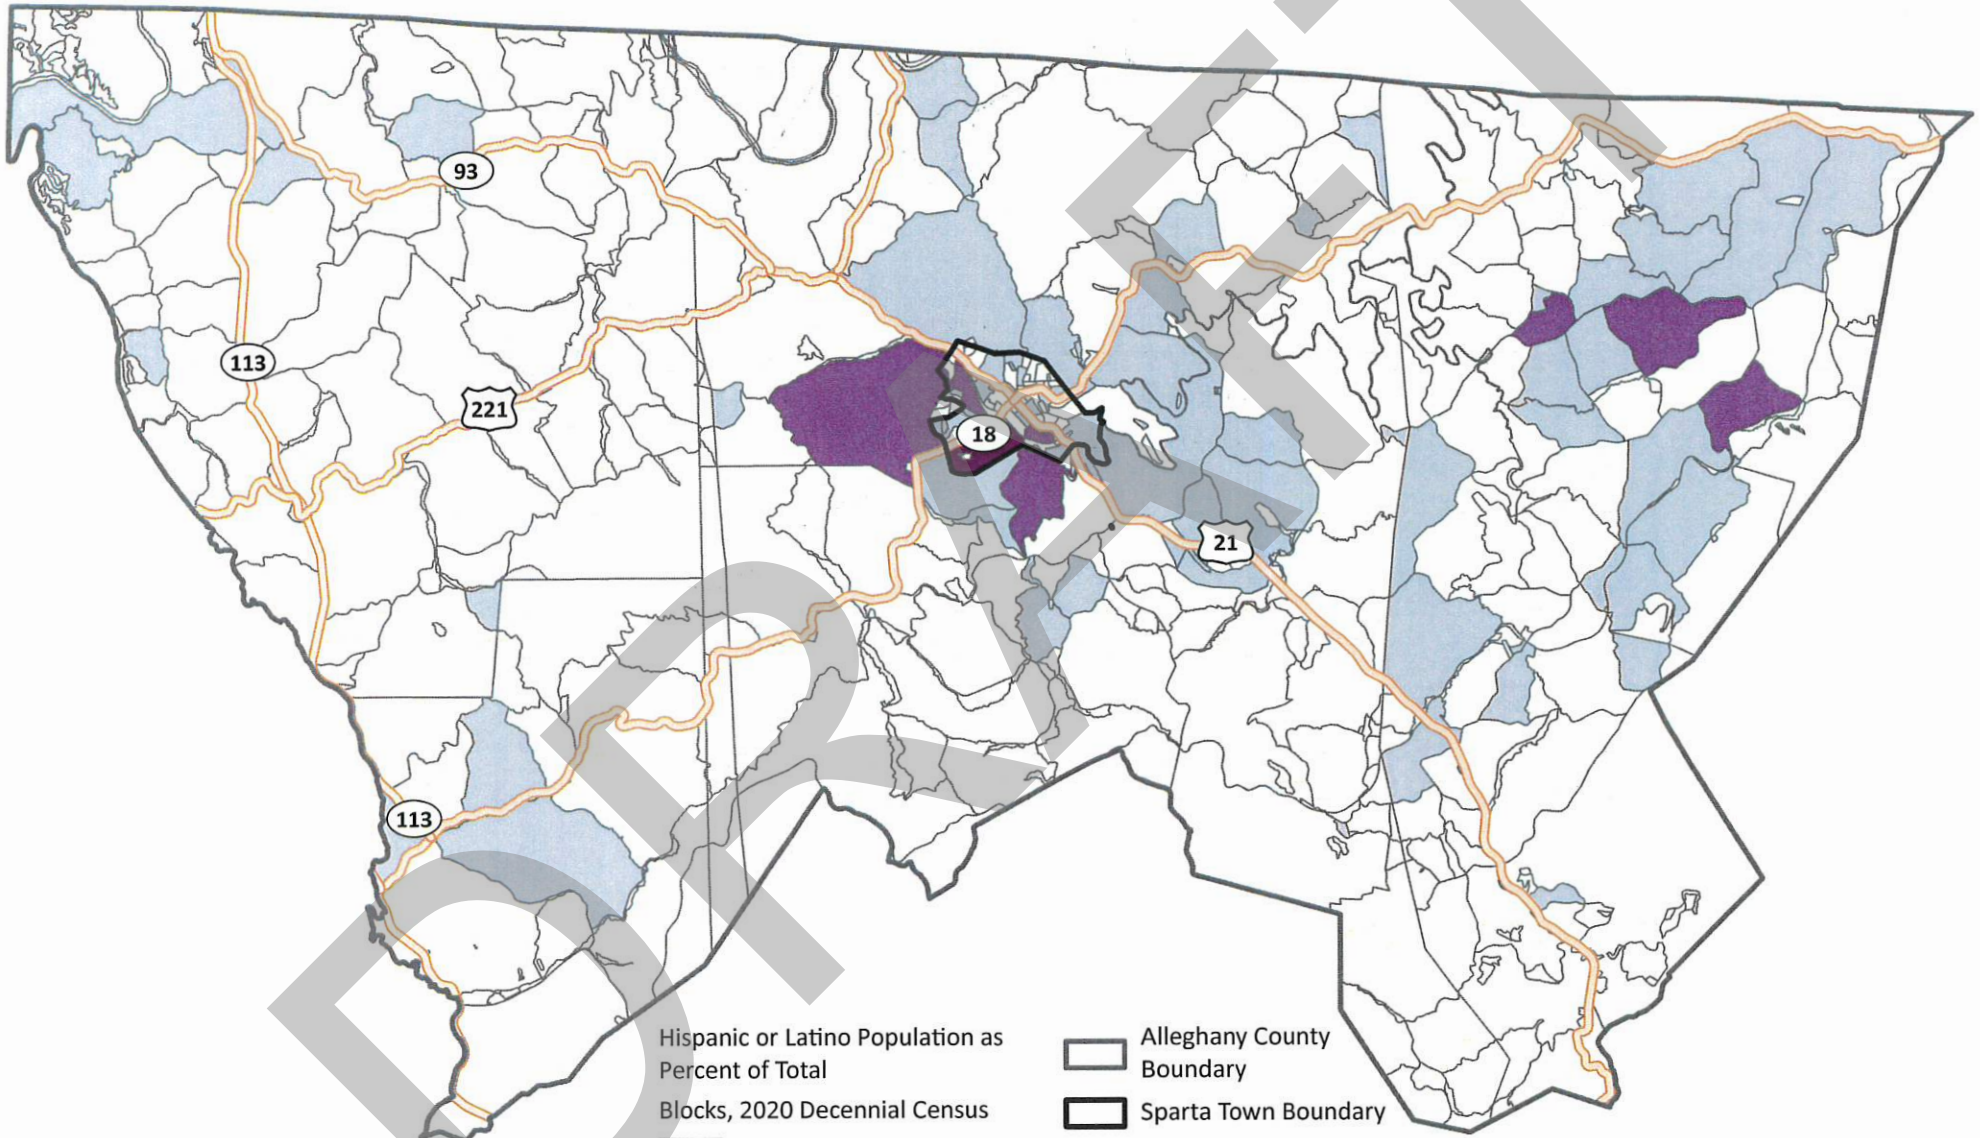 93
113
221
18
21
113
DRAFT
Hispanic or Latino Population as
Percent of Total
Blocks, 2020 Decennial Census
Alleghany County
Boundary
Sparta Town Boundary